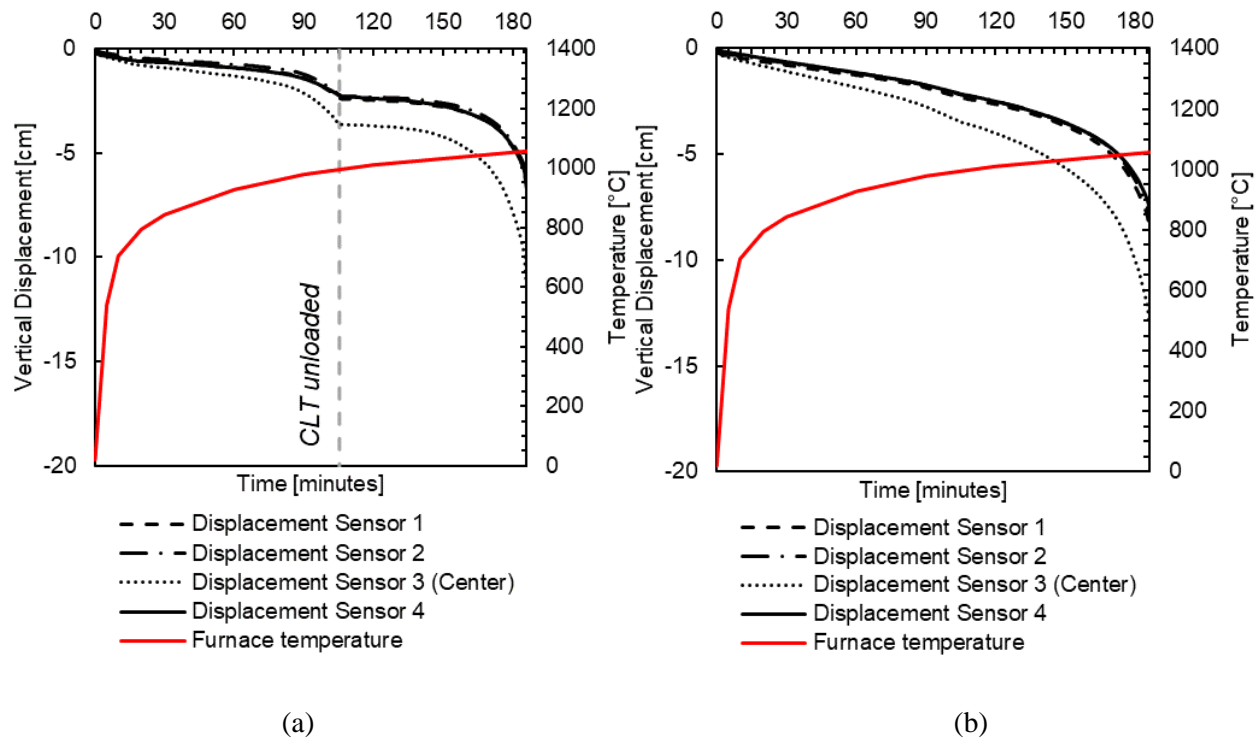 0 30 60 90 120 150 180
0
-5
-10
-15
-20
Vertical Displacement [cm]
1400
1200
1000
800
600
400
200
0
Temperature [°C]
CLT unloaded
Time [minutes]
Displacement Sensor 1
Displacement Sensor 2
Displacement Sensor 3 (Center)
Displacement Sensor 4
Furnace temperature
(a)
0 30 60 90 120 150 180
0
-5
-10
-15
-20
Vertical Displacement [cm]
1400
1200
1000
800
600
400
200
0
Temperature [°C]
Time [minutes]
Displacement Sensor 1
Displacement Sensor 2
Displacement Sensor 3 (Center)
Displacement Sensor 4
Furnace temperature
(b)